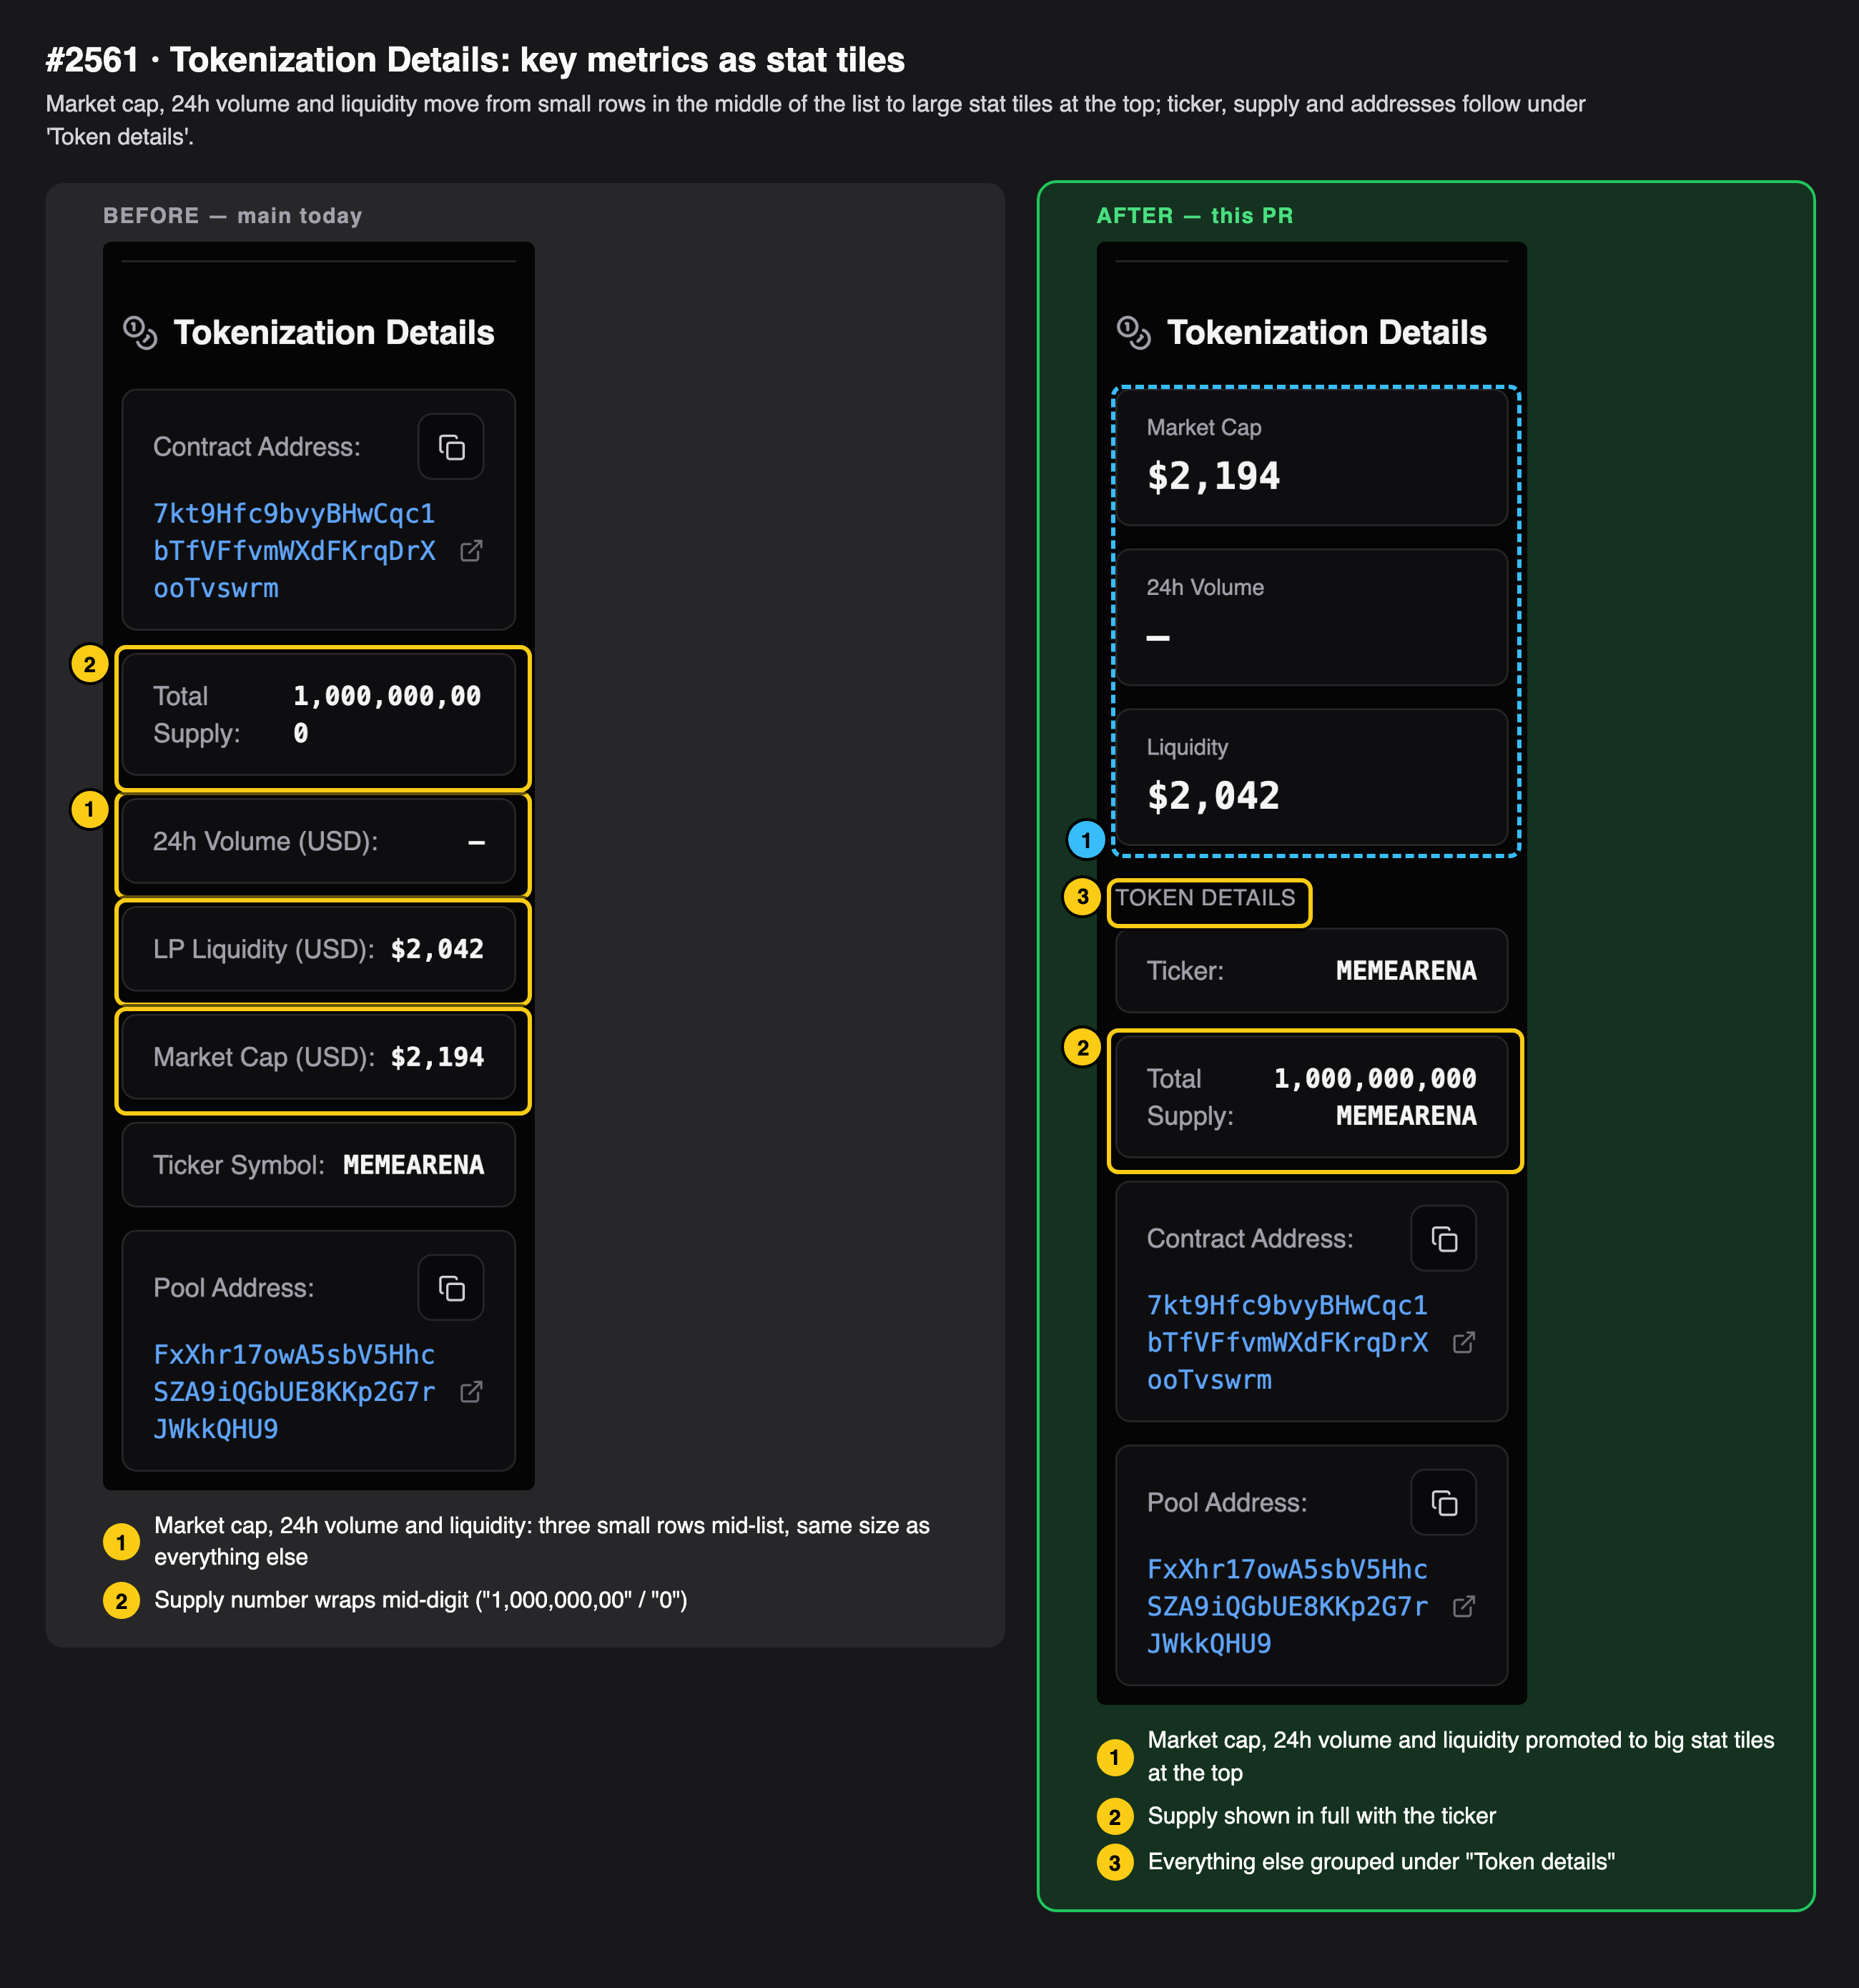 #2561 · Tokenization Details: key metrics as stat tiles
Market cap, 24h volume and liquidity move from small rows in the middle of the list to large stat tiles at the top; ticker, supply and addresses follow under
'Token details'.
BEFORE — main today
Tokenization Details
Contract Address:
7kt9Hfc9bvyBHwCqc1
bTfVFfvmWXdFKrqDrX
ooTvswrm
2
Total 1,000,000,00
Supply: 0
1
24h Volume (USD): —
LP Liquidity (USD): $2,042
Market Cap (USD): $2,194
Ticker Symbol: MEMEARENA
Pool Address:
FxXhr17owA5sbV5Hhc
SZA9iQGbUE8KKp2G7r
JWkkQHU9
1 Market cap, 24h volume and liquidity: three small rows mid-list, same size as
everything else
2 Supply number wraps mid-digit ("1,000,000,00" / "0")
AFTER — this PR
Tokenization Details
Market Cap
$2,194
24h Volume
—
Liquidity
$2,042
1
3 TOKEN DETAILS
Ticker: MEMEARENA
2
Total 1,000,000,000
Supply: MEMEARENA
Contract Address:
7kt9Hfc9bvyBHwCqc1
bTfVFfvmWXdFKrqDrX
ooTvswrm
Pool Address:
FxXhr17owA5sbV5Hhc
SZA9iQGbUE8KKp2G7r
JWkkQHU9
1 Market cap, 24h volume and liquidity promoted to big stat tiles
at the top
2 Supply shown in full with the ticker
3 Everything else grouped under "Token details"